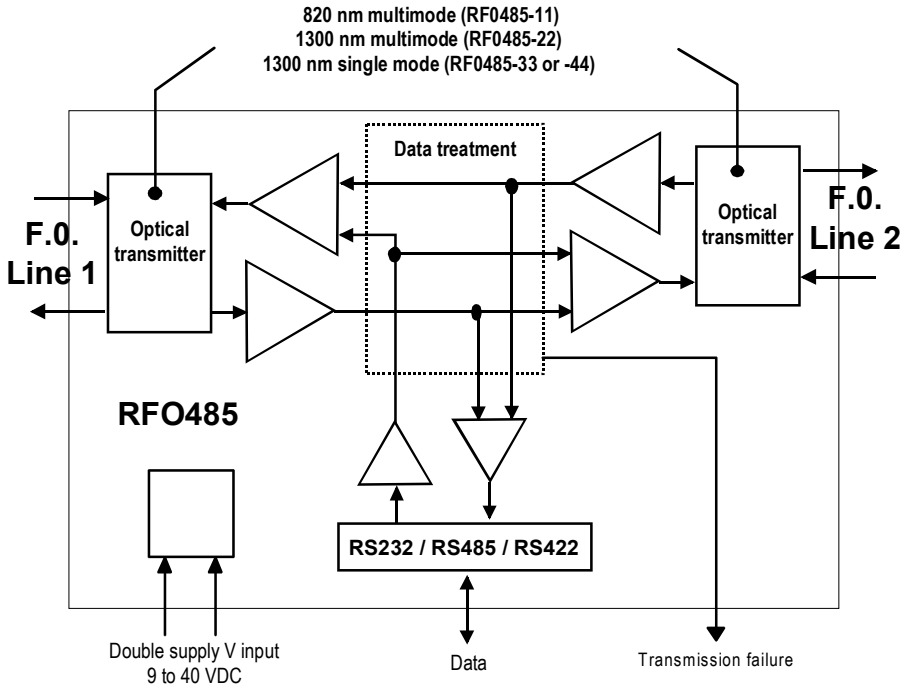 820 nm multimode (RF0485-11)
1300 nm multimode (RF0485-22)
1300 nm single mode (RF0485-33 or -44)
Data treatment
Optical
transmitter
Optical
transmitter
F.0.
Line 1
F.0.
Line 2
RFO485
RS232 / RS485 / RS422
Double supply V input
9 to 40 VDC
Data
Transmission failure